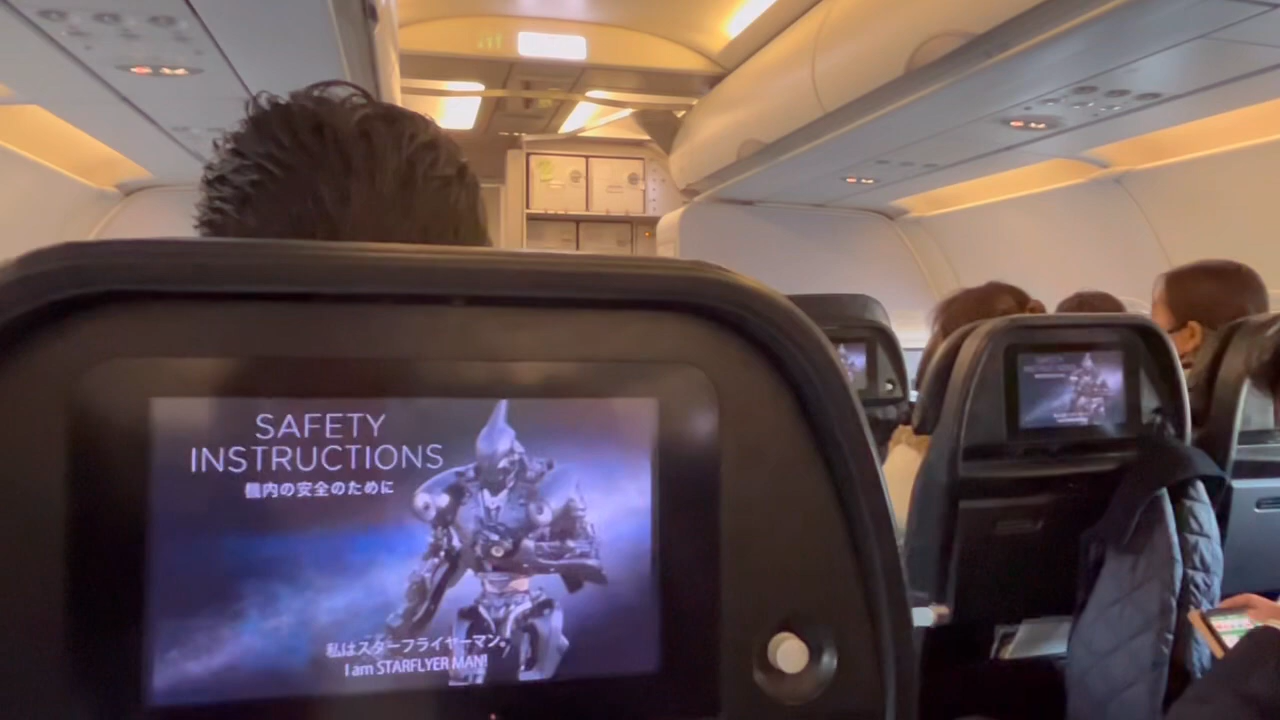 SAFETY
INSTRUCTIONS
機内の安全のために
私はスターフライヤーマン。
I am STARFLYER MAN!